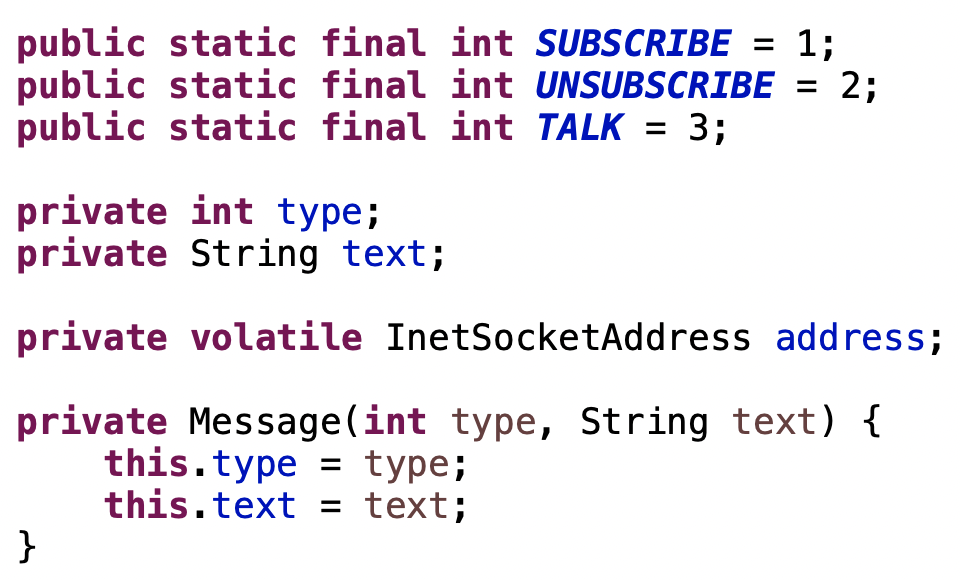 public static final int SUBSCRIBE = 1;
public static final int UNSUBSCRIBE = 2;
public static final int TALK = 3;

private int type;
private String text;

private volatile InetSocketAddress address;

private Message(int type, String text) {
    this.type = type;
    this.text = text;
}